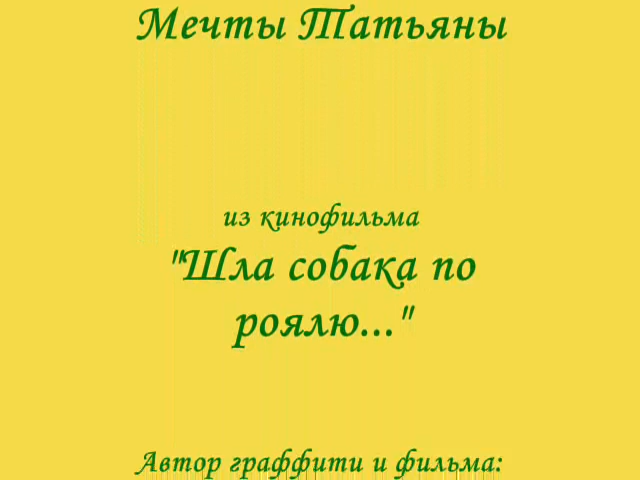 Мечты Татьяны
из кинофильма
"Шла собака по
роялю..."
Автор граффити и фильма: